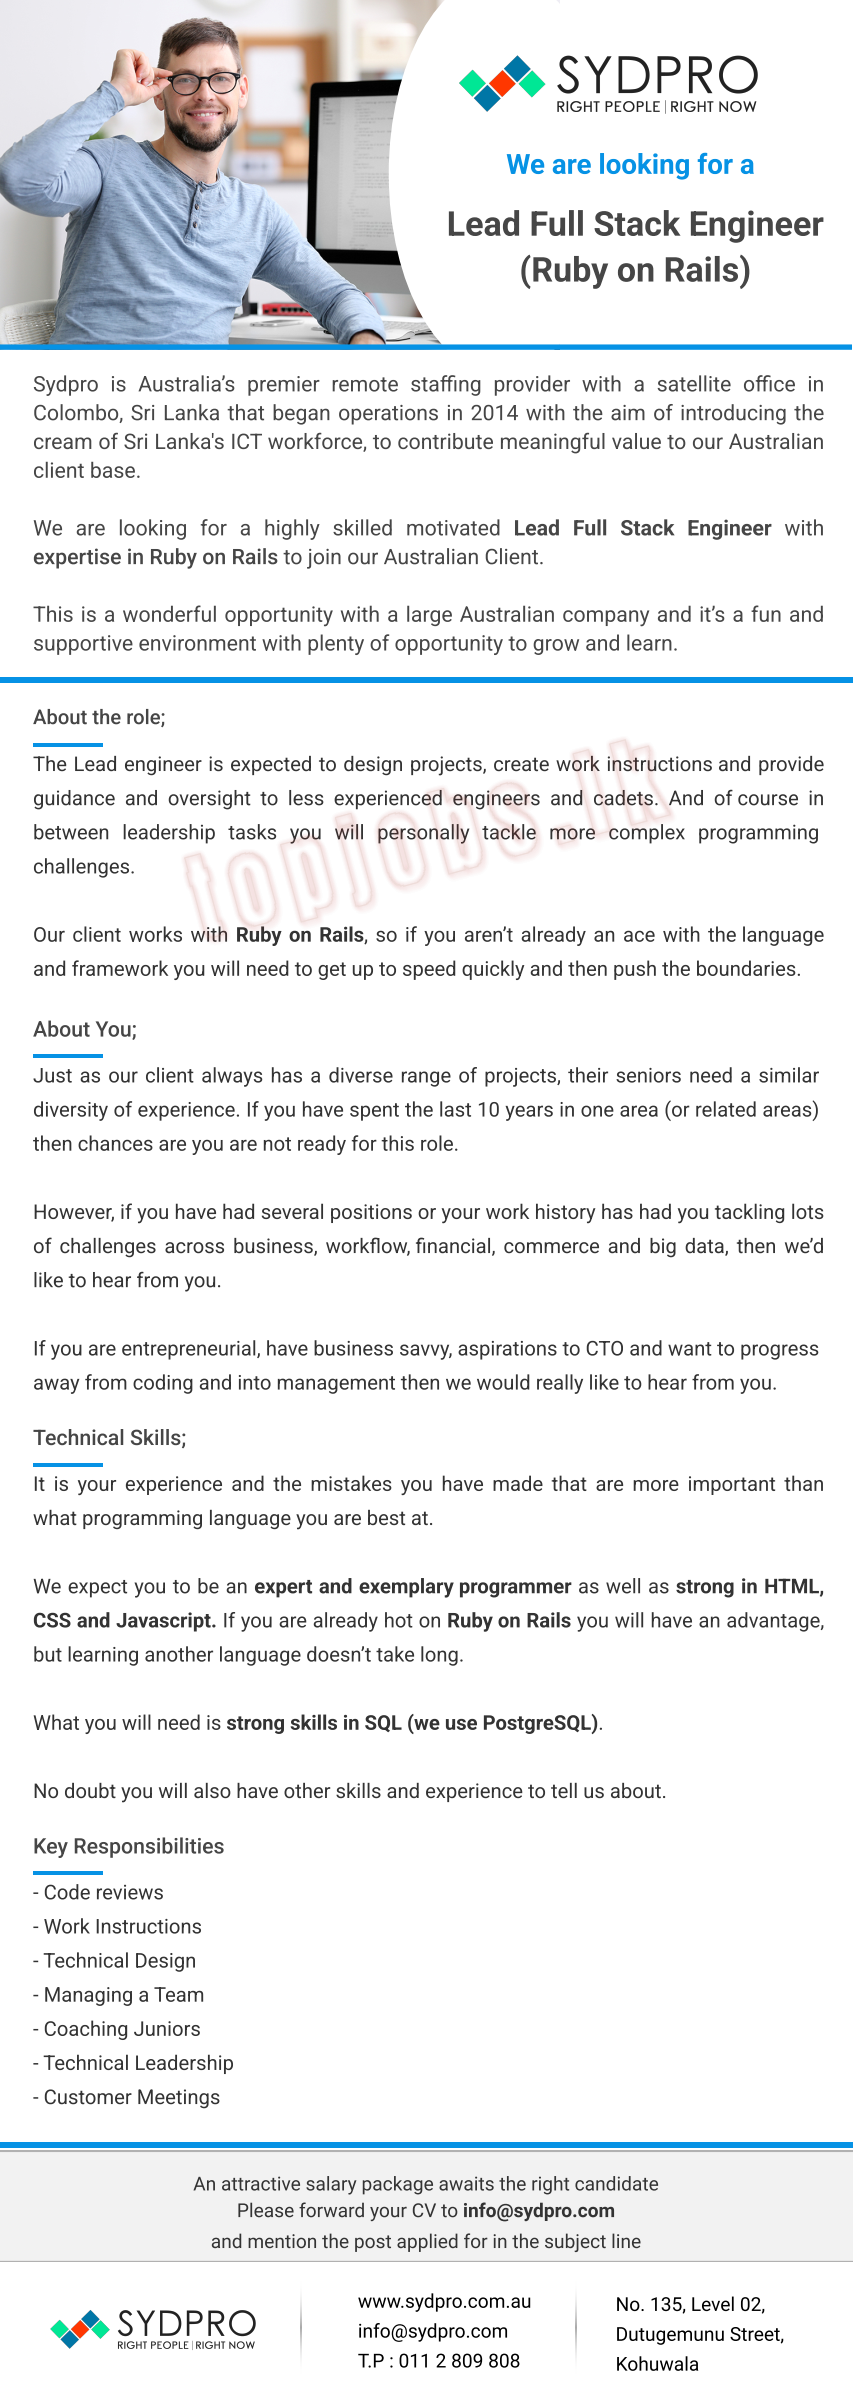 SYDPRO
RIGHT PEOPLE | RIGHT NOW
We are looking for a
Lead Full Stack Engineer
(Ruby on Rails)
Sydpro is Australia’s premier remote staffing provider with a satellite office in
Colombo, Sri Lanka that began operations in 2014 with the aim of introducing the
cream of Sri Lanka's ICT workforce, to contribute meaningful value to our Australian
client base.
We are looking for a highly skilled motivated Lead Full Stack Engineer with
expertise in Ruby on Rails to join our Australian Client.
This is a wonderful opportunity with a large Australian company and it’s a fun and
supportive environment with plenty of opportunity to grow and learn.
About the role;
The Lead engineer is expected to design projects, create work instructions and provide
guidance and oversight to less experienced engineers and cadets. And of course in
between leadership tasks you will personally tackle more complex programming
challenges.
topjobs.lk
Our client works with Ruby on Rails, so if you aren’t already an ace with the language
and framework you will need to get up to speed quickly and then push the boundaries.
About You;
Just as our client always has a diverse range of projects, their seniors need a similar
diversity of experience. If you have spent the last 10 years in one area (or related areas)
then chances are you are not ready for this role.
However, if you have had several positions or your work history has had you tackling lots
of challenges across business, workflow, financial, commerce and big data, then we’d
like to hear from you.
If you are entrepreneurial, have business savvy, aspirations to CTO and want to progress
away from coding and into management then we would really like to hear from you.
Technical Skills;
It is your experience and the mistakes you have made that are more important than
what programming language you are best at.
We expect you to be an expert and exemplary programmer as well as strong in HTML,
CSS and Javascript. If you are already hot on Ruby on Rails you will have an advantage,
but learning another language doesn’t take long.
What you will need is strong skills in SQL (we use PostgreSQL).
No doubt you will also have other skills and experience to tell us about.
Key Responsibilities
- Code reviews
- Work Instructions
- Technical Design
- Managing a Team
- Coaching Juniors
- Technical Leadership
- Customer Meetings
An attractive salary package awaits the right candidate
Please forward your CV to info@sydpro.com
and mention the post applied for in the subject line
SYDPRO
RIGHT PEOPLE | RIGHT NOW
www.sydpro.com.au
info@sydpro.com
T.P : 011 2 809 808
No. 135, Level 02,
Dutugemunu Street,
Kohuwala